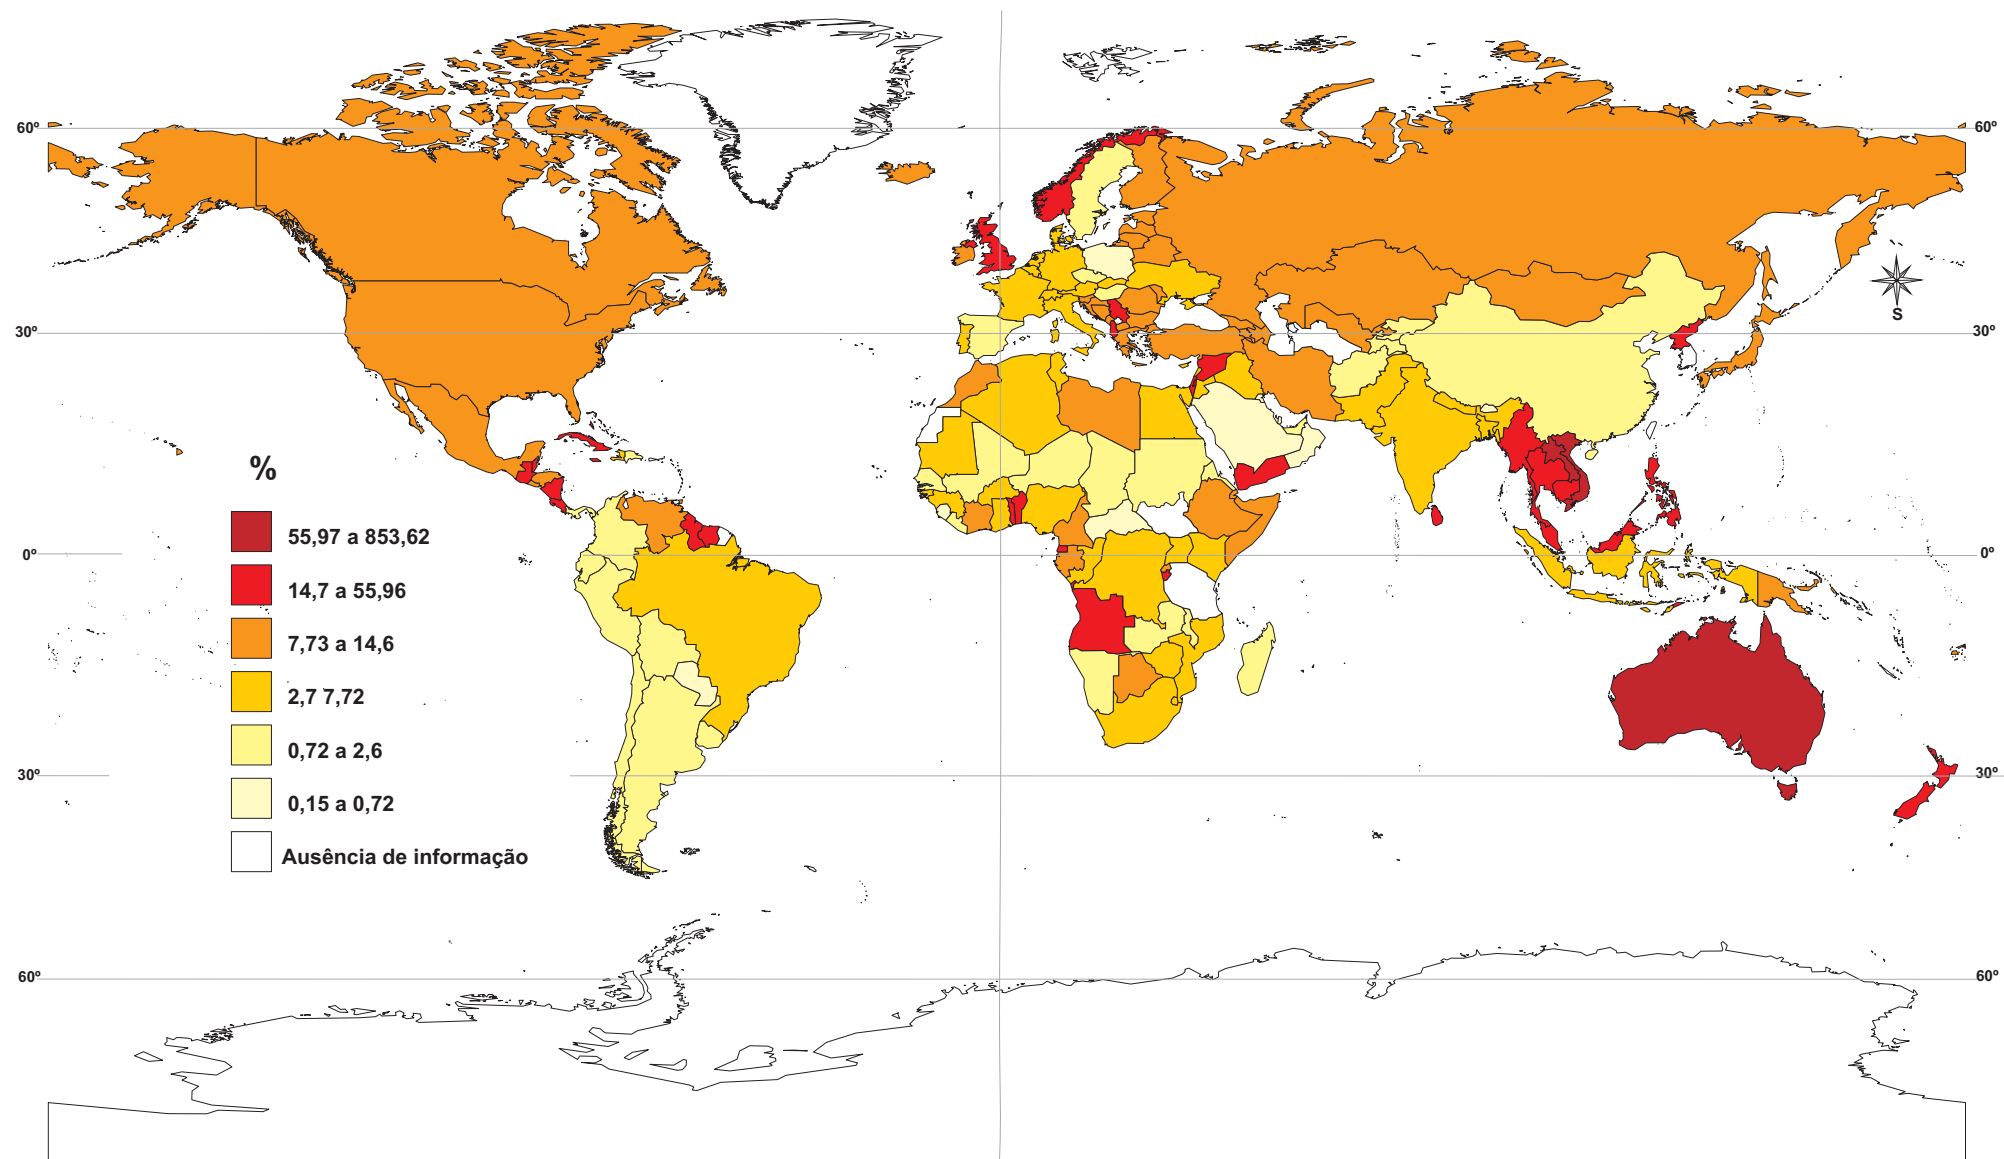 60º
60º
S
30º
30º
%
55,97 a 853,62
14,7 a 55,96
0º
0º
7,73 a 14,6
2,7 7,72
0,72 a 2,6
30º
30º
0,15 a 0,72
Ausência de informação
60º
60º